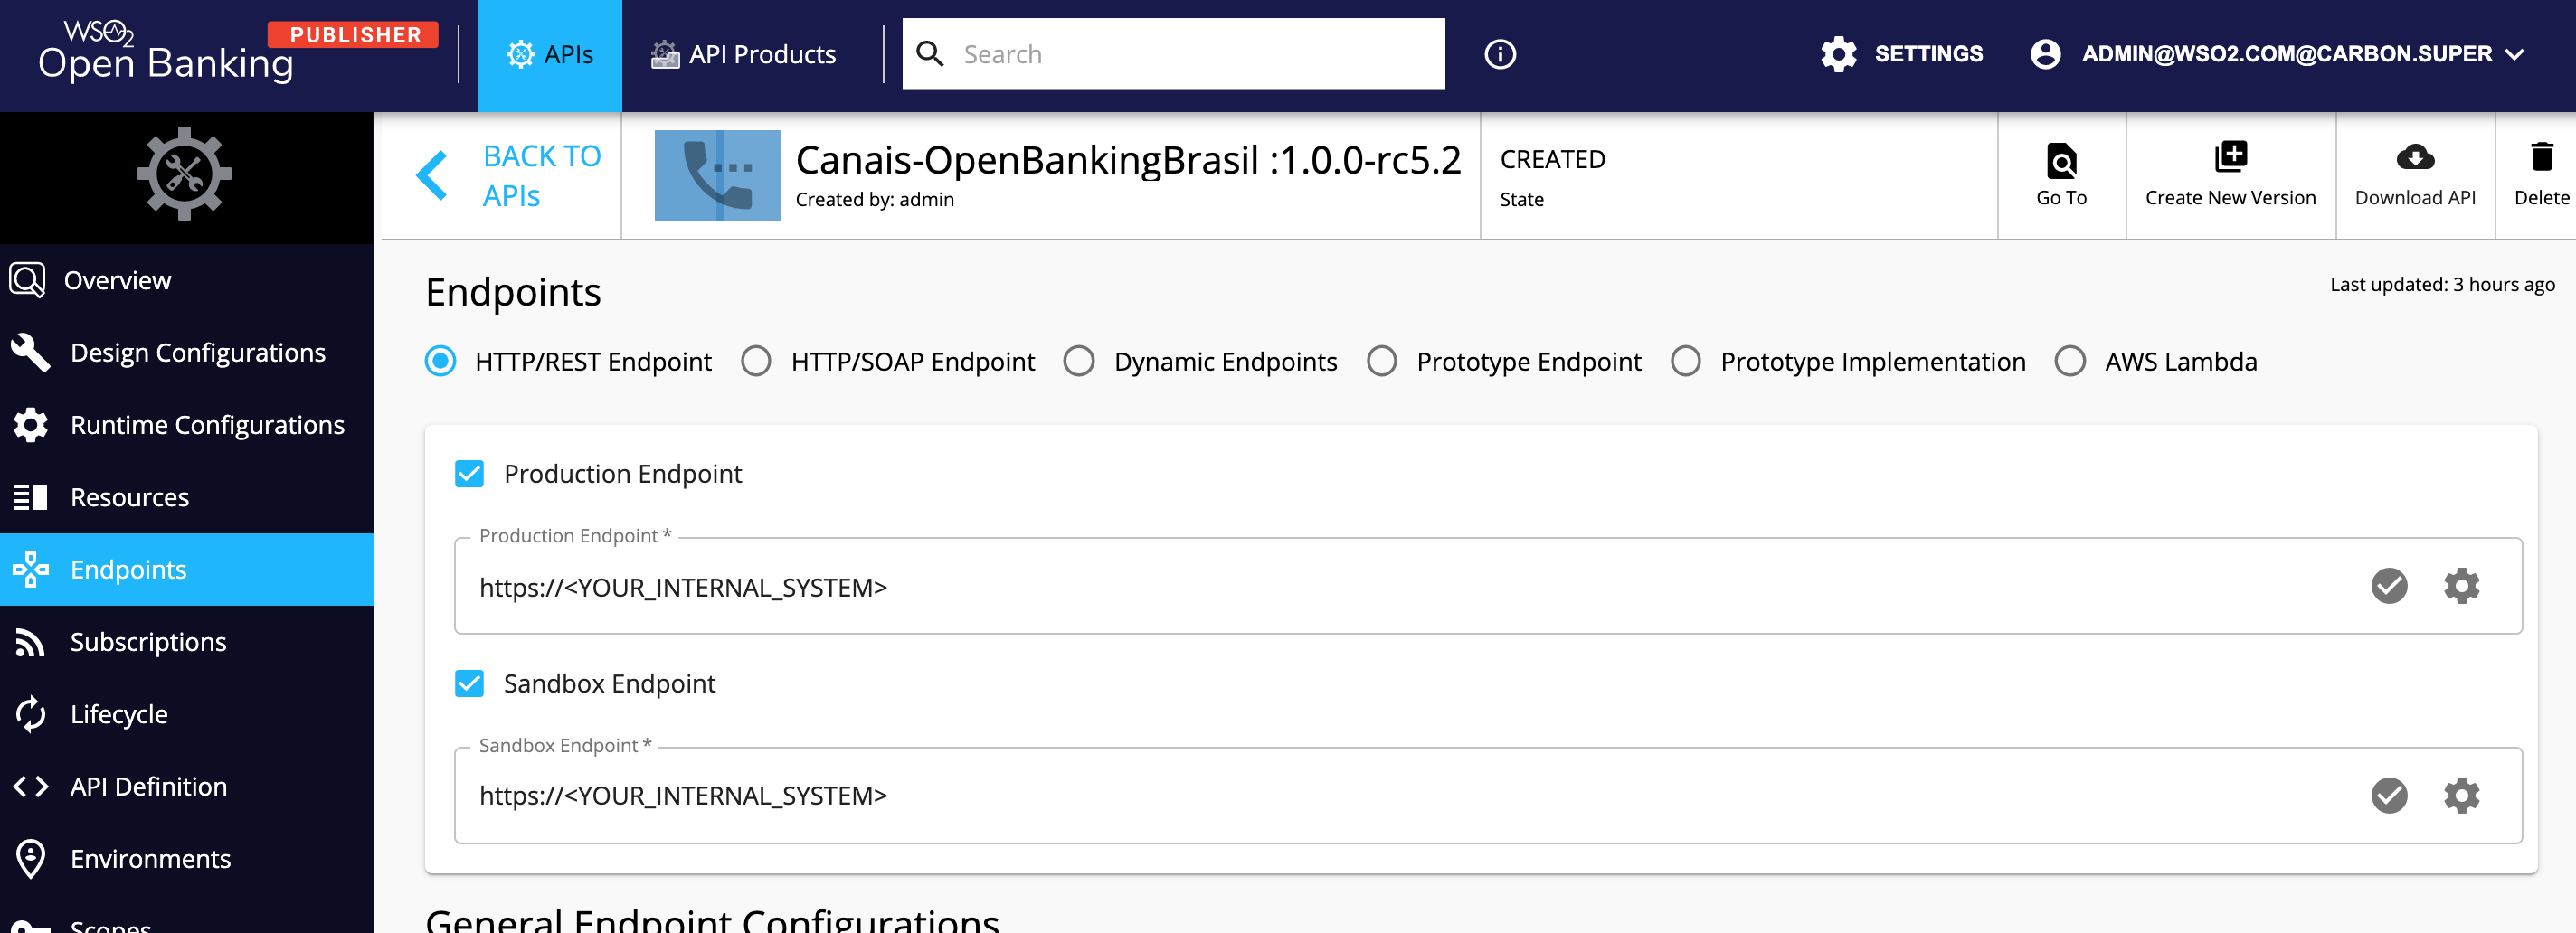 WSO2
Open Banking
PUBLISHER
APIs
API Products
Search
SETTINGS
ADMIN@WSO2.COM@CARBON.SUPER
BACK TO
APIs
Canais-OpenBankingBrasil :1.0.0-rc5.2
Created by: admin
CREATED
State
Go To
Create New Version
Download API
Delete
Overview
Design Configurations
Runtime Configurations
Resources
Endpoints
Subscriptions
Lifecycle
API Definition
Environments
Scopes
Endpoints
Last updated: 3 hours ago
HTTP/REST Endpoint
HTTP/SOAP Endpoint
Dynamic Endpoints
Prototype Endpoint
Prototype Implementation
AWS Lambda
Production Endpoint
Production Endpoint *
https://<YOUR_INTERNAL_SYSTEM>
Sandbox Endpoint
Sandbox Endpoint *
https://<YOUR_INTERNAL_SYSTEM>
General Endpoint Configurations